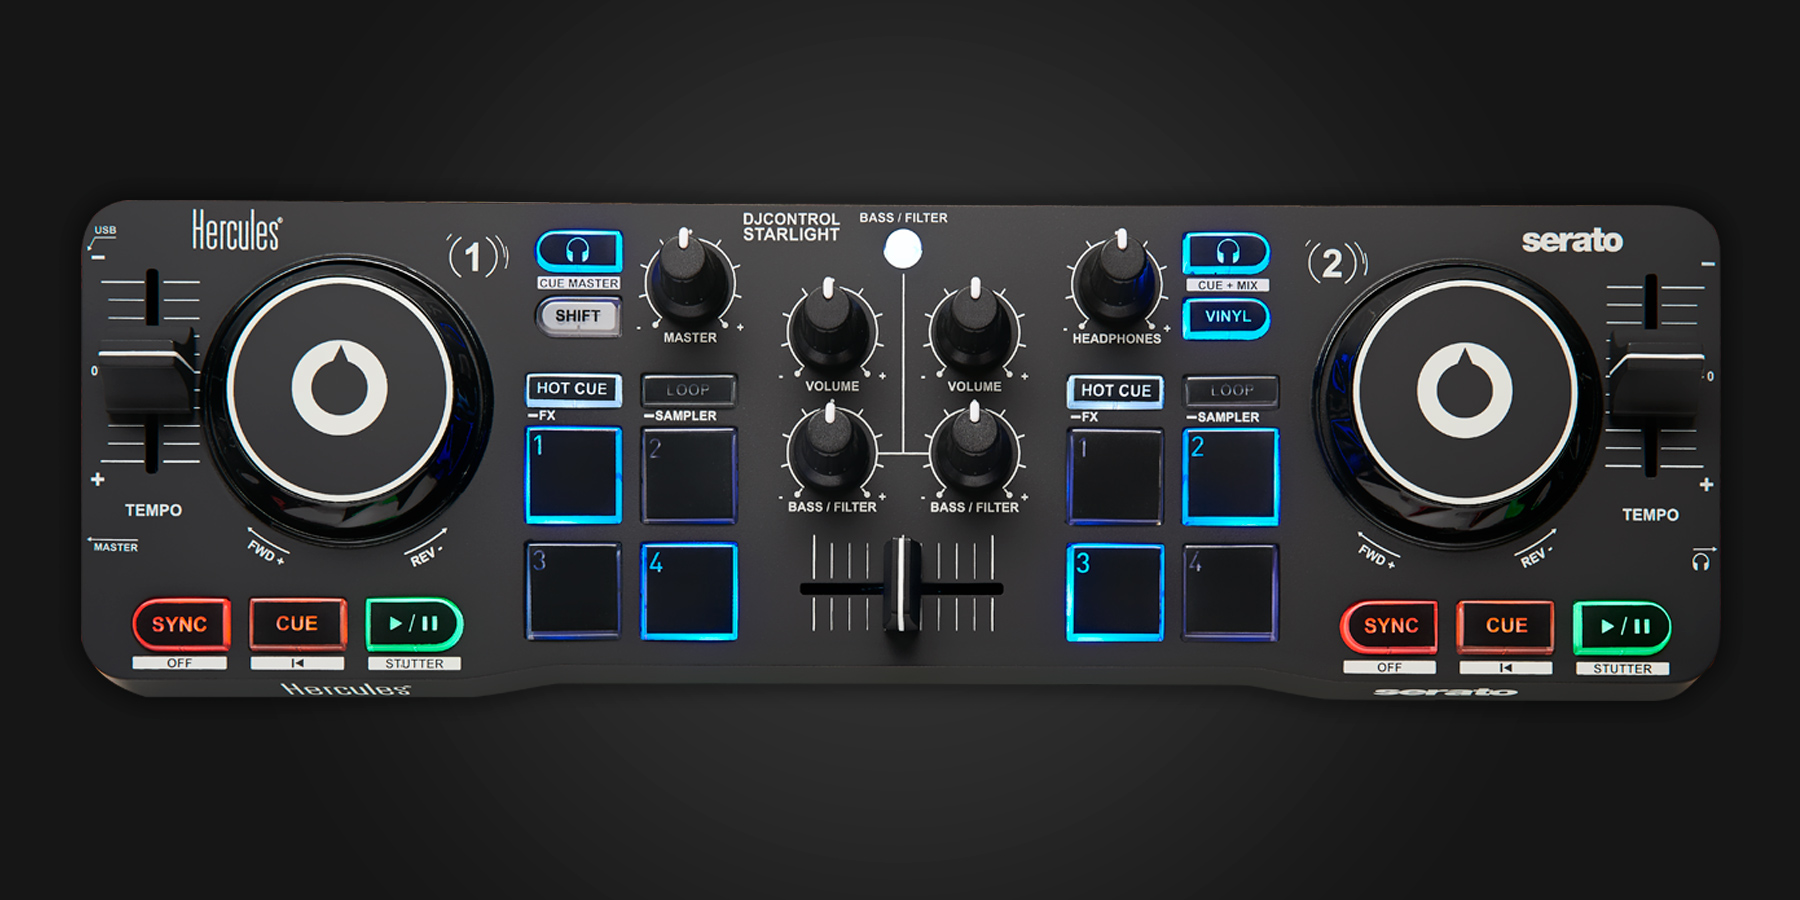 USB
Hercules®
1
CUE MASTER
SHIFT
MASTER
DJCONTROL
STARLIGHT
BASS / FILTER
HEADPHONES
CUE + MIX
VINYL
2
serato
−
0
+
TEMPO
MASTER
FWD +
REV -
HOT CUE
LOOP
FX
SAMPLER
1
2
3
4
- +
VOLUME
VOLUME
BASS / FILTER
BASS / FILTER
HOT CUE
LOOP
FX
SAMPLER
1
2
3
4
−
0
+
TEMPO
FWD +
REV -
SYNC
CUE
OFF
STUTTER
SYNC
CUE
OFF
STUTTER
Hercules®
serato